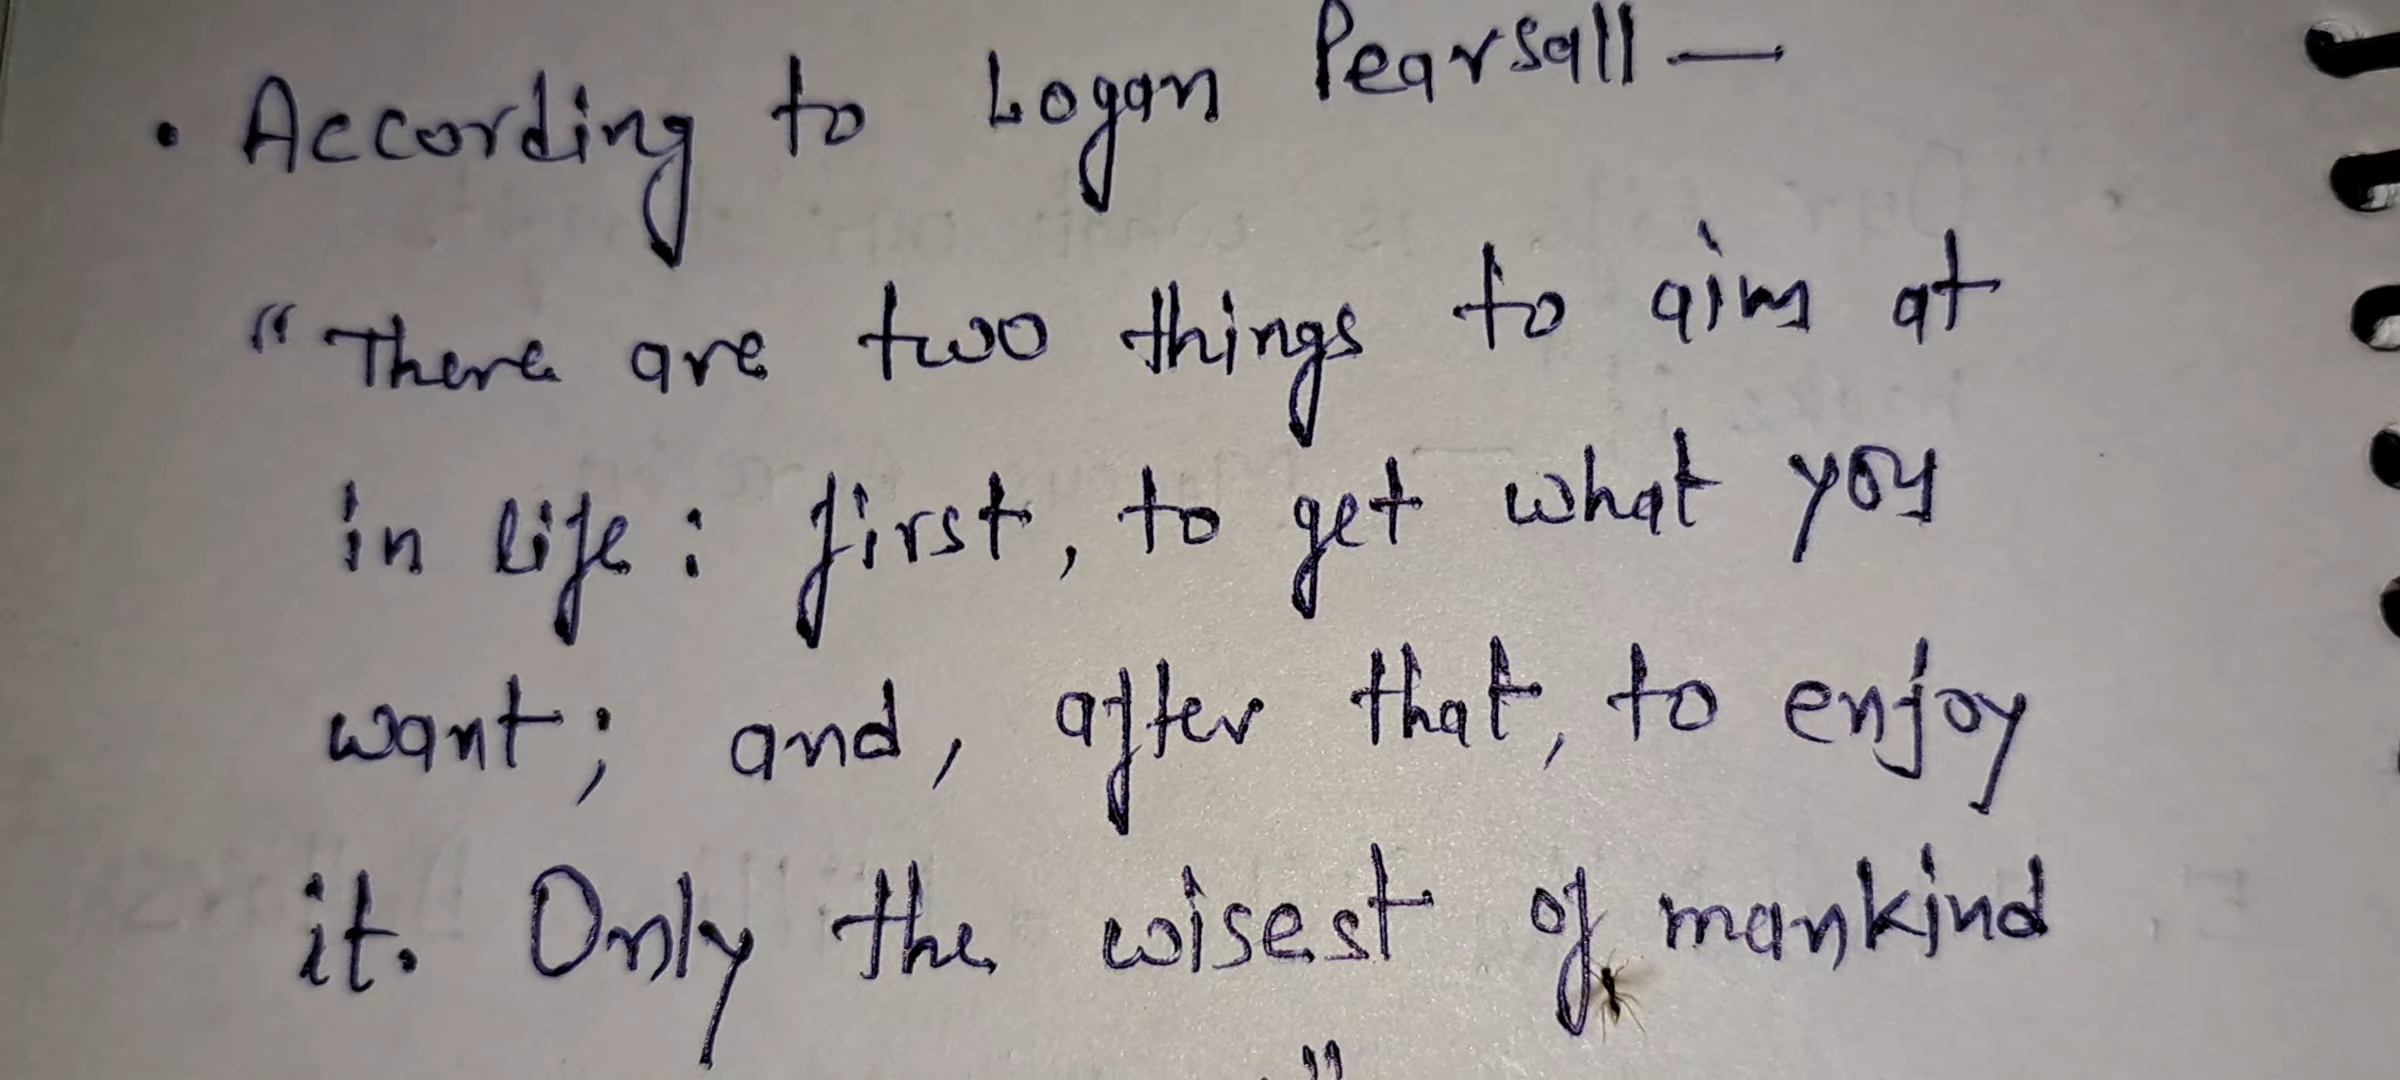 • According to Logan Pearsall —
“There are two things to aim at
in life : first, to get what you
want ; and, after that, to enjoy
it. Only the wisest of mankind
.”